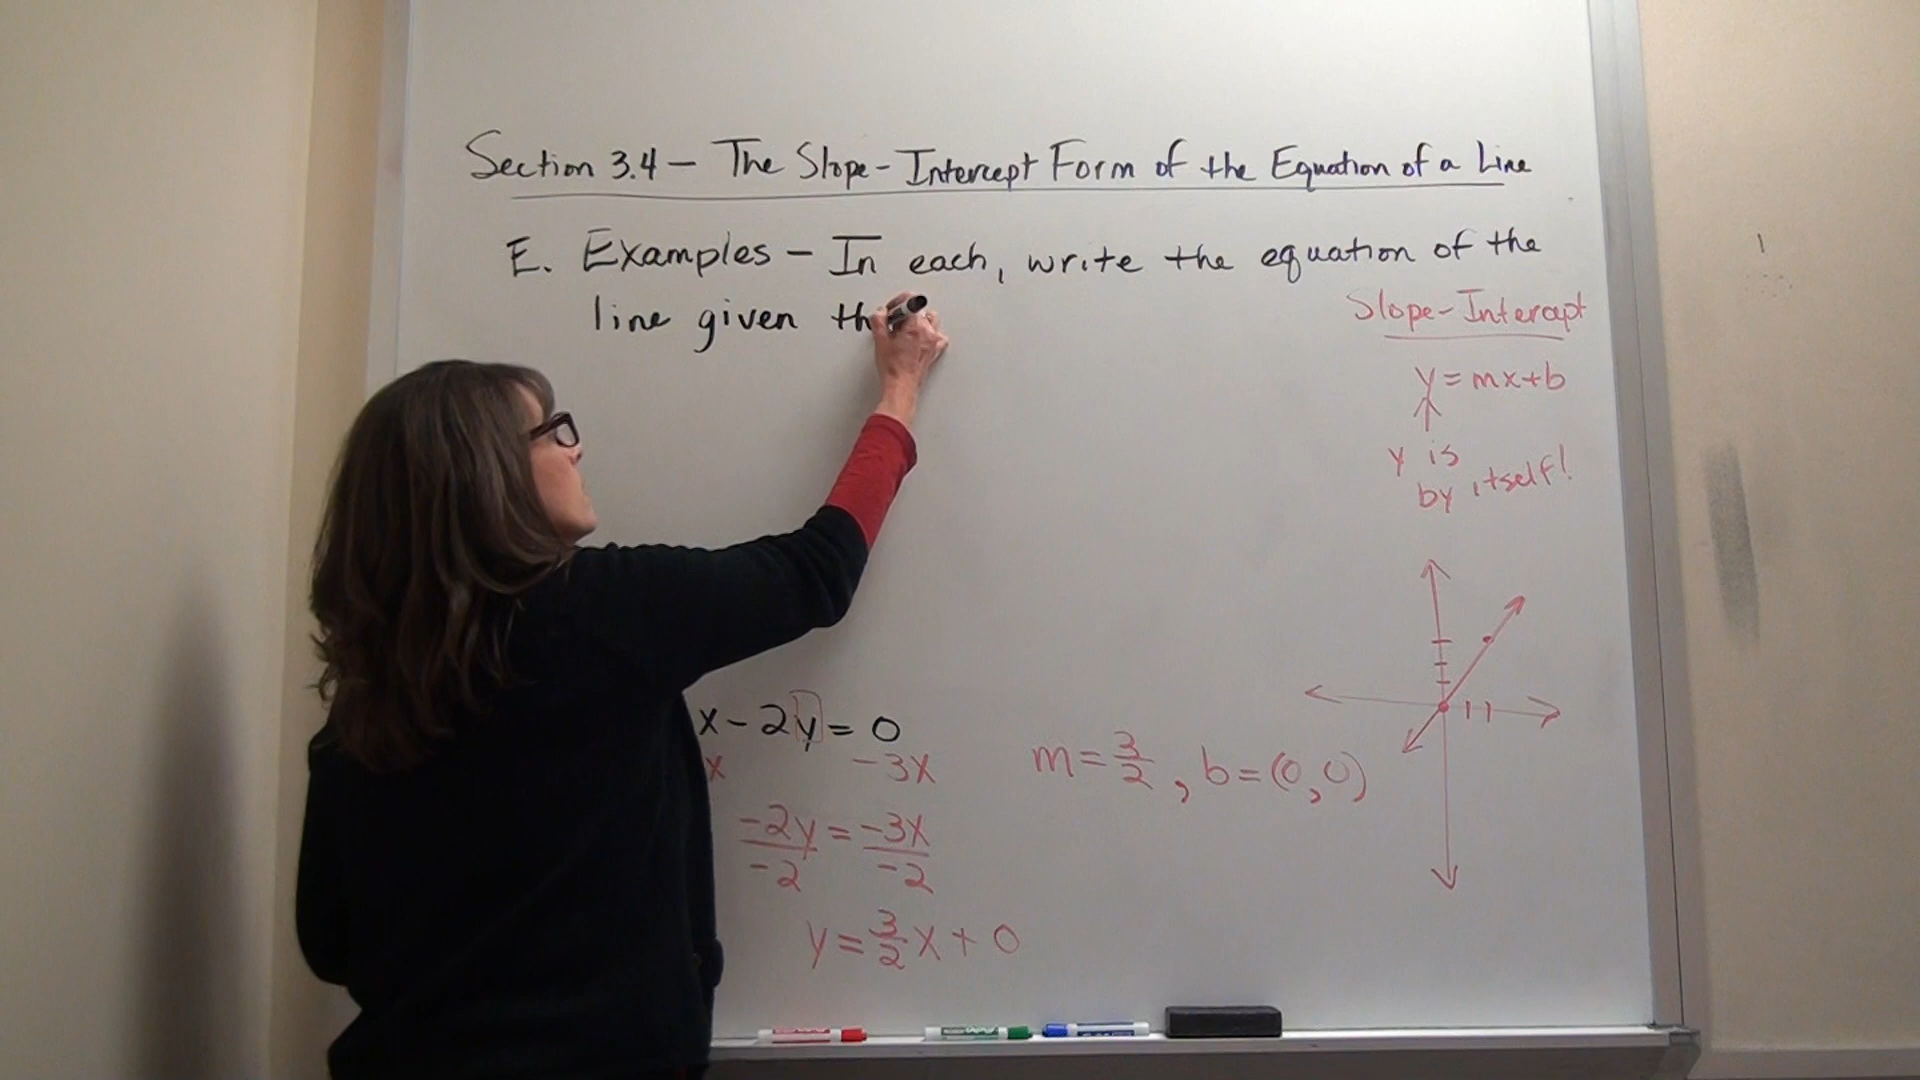 Section 3.4 – The Slope-Intercept Form of the Equation of a Line
E. Examples – In each, write the equation of the
line given th
Slope-Intercept
y = mx+b
y is
by itself!
x - 2y = 0
x -3x
-2y = -3x
-2 -2
y = 3/2 x + 0
m = 3/2 , b = (0,0)